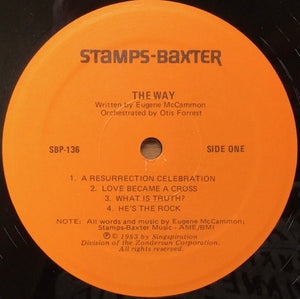 STAMPS-BAXTER
THE WAY
Written by Eugene McCammon
Orchestrated by Otis Forrest
SBP-136
SIDE ONE
1. A RESURRECTION CELEBRATION
2. LOVE BECAME A CROSS
3. WHAT IS TRUTH?
4. HE'S THE ROCK
NOTE: All words and music by Eugene McCammon;
Stamps-Baxter Music - AME/BMI
Ⓟ© 1983 by Singspiration
Division of the Zondervan Corporation.
All rights reserved.